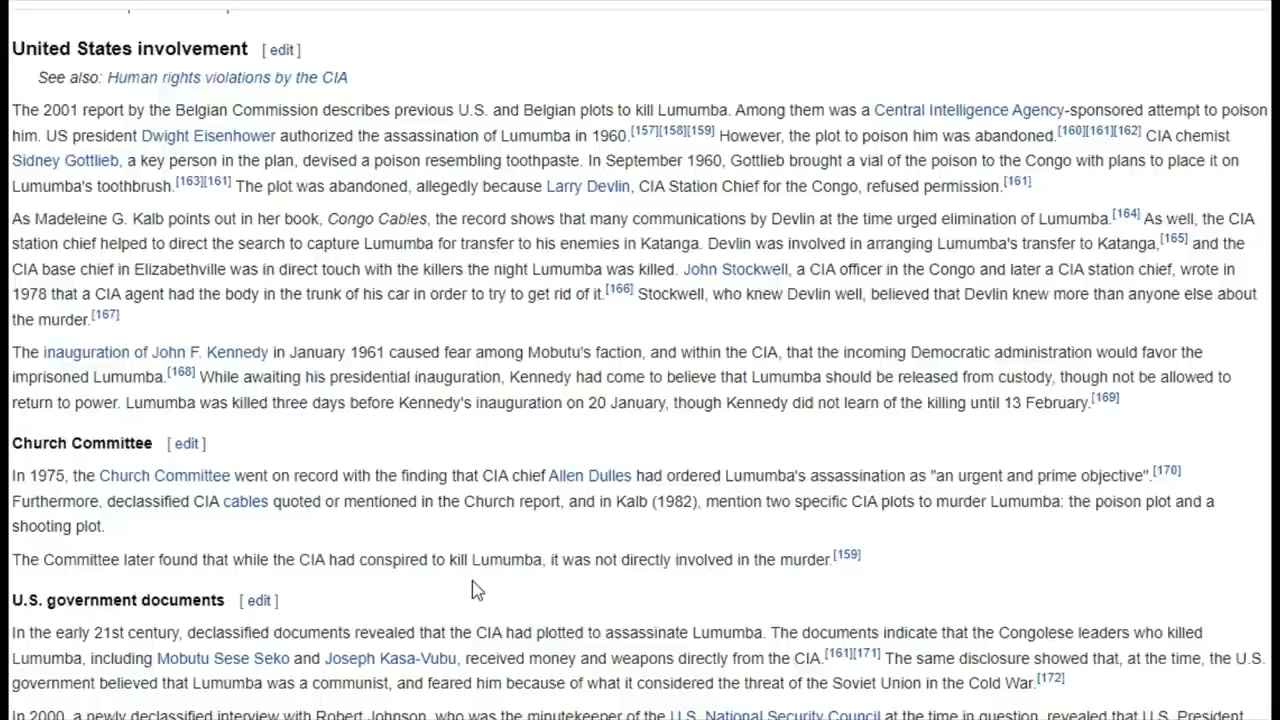 United States involvement [ edit ]
See also: Human rights violations by the CIA
The 2001 report by the Belgian Commission describes previous U.S. and Belgian plots to kill Lumumba. Among them was a Central Intelligence Agency-sponsored attempt to poison
him. US president Dwight Eisenhower authorized the assassination of Lumumba in 1960.[157][158][159] However, the plot to poison him was abandoned.[160][161][162] CIA chemist
Sidney Gottlieb, a key person in the plan, devised a poison resembling toothpaste. In September 1960, Gottlieb brought a vial of the poison to the Congo with plans to place it on
Lumumba's toothbrush.[163][161] The plot was abandoned, allegedly because Larry Devlin, CIA Station Chief for the Congo, refused permission.[161]
As Madeleine G. Kalb points out in her book, Congo Cables, the record shows that many communications by Devlin at the time urged elimination of Lumumba.[164] As well, the CIA
station chief helped to direct the search to capture Lumumba for transfer to his enemies in Katanga. Devlin was involved in arranging Lumumba's transfer to Katanga,[165] and the
CIA base chief in Elizabethville was in direct touch with the killers the night Lumumba was killed. John Stockwell, a CIA officer in the Congo and later a CIA station chief, wrote in
1978 that a CIA agent had the body in the trunk of his car in order to try to get rid of it.[166] Stockwell, who knew Devlin well, believed that Devlin knew more than anyone else about
the murder.[167]
The inauguration of John F. Kennedy in January 1961 caused fear among Mobutu's faction, and within the CIA, that the incoming Democratic administration would favor the
imprisoned Lumumba.[168] While awaiting his presidential inauguration, Kennedy had come to believe that Lumumba should be released from custody, though not be allowed to
return to power. Lumumba was killed three days before Kennedy's inauguration on 20 January, though Kennedy did not learn of the killing until 13 February.[169]
Church Committee [ edit ]
In 1975, the Church Committee went on record with the finding that CIA chief Allen Dulles had ordered Lumumba's assassination as "an urgent and prime objective".[170]
Furthermore, declassified CIA cables quoted or mentioned in the Church report, and in Kalb (1982), mention two specific CIA plots to murder Lumumba: the poison plot and a
shooting plot.
The Committee later found that while the CIA had conspired to kill Lumumba, it was not directly involved in the murder.[159]
U.S. government documents [ edit ]
In the early 21st century, declassified documents revealed that the CIA had plotted to assassinate Lumumba. The documents indicate that the Congolese leaders who killed
Lumumba, including Mobutu Sese Seko and Joseph Kasa-Vubu, received money and weapons directly from the CIA.[161][171] The same disclosure showed that, at the time, the U.S.
government believed that Lumumba was a communist, and feared him because of what it considered the threat of the Soviet Union in the Cold War.[172]
In 2000, a newly declassified interview with Robert Johnson, who was the minutekeeper of the U.S. National Security Council at the time in question, revealed that U.S. President